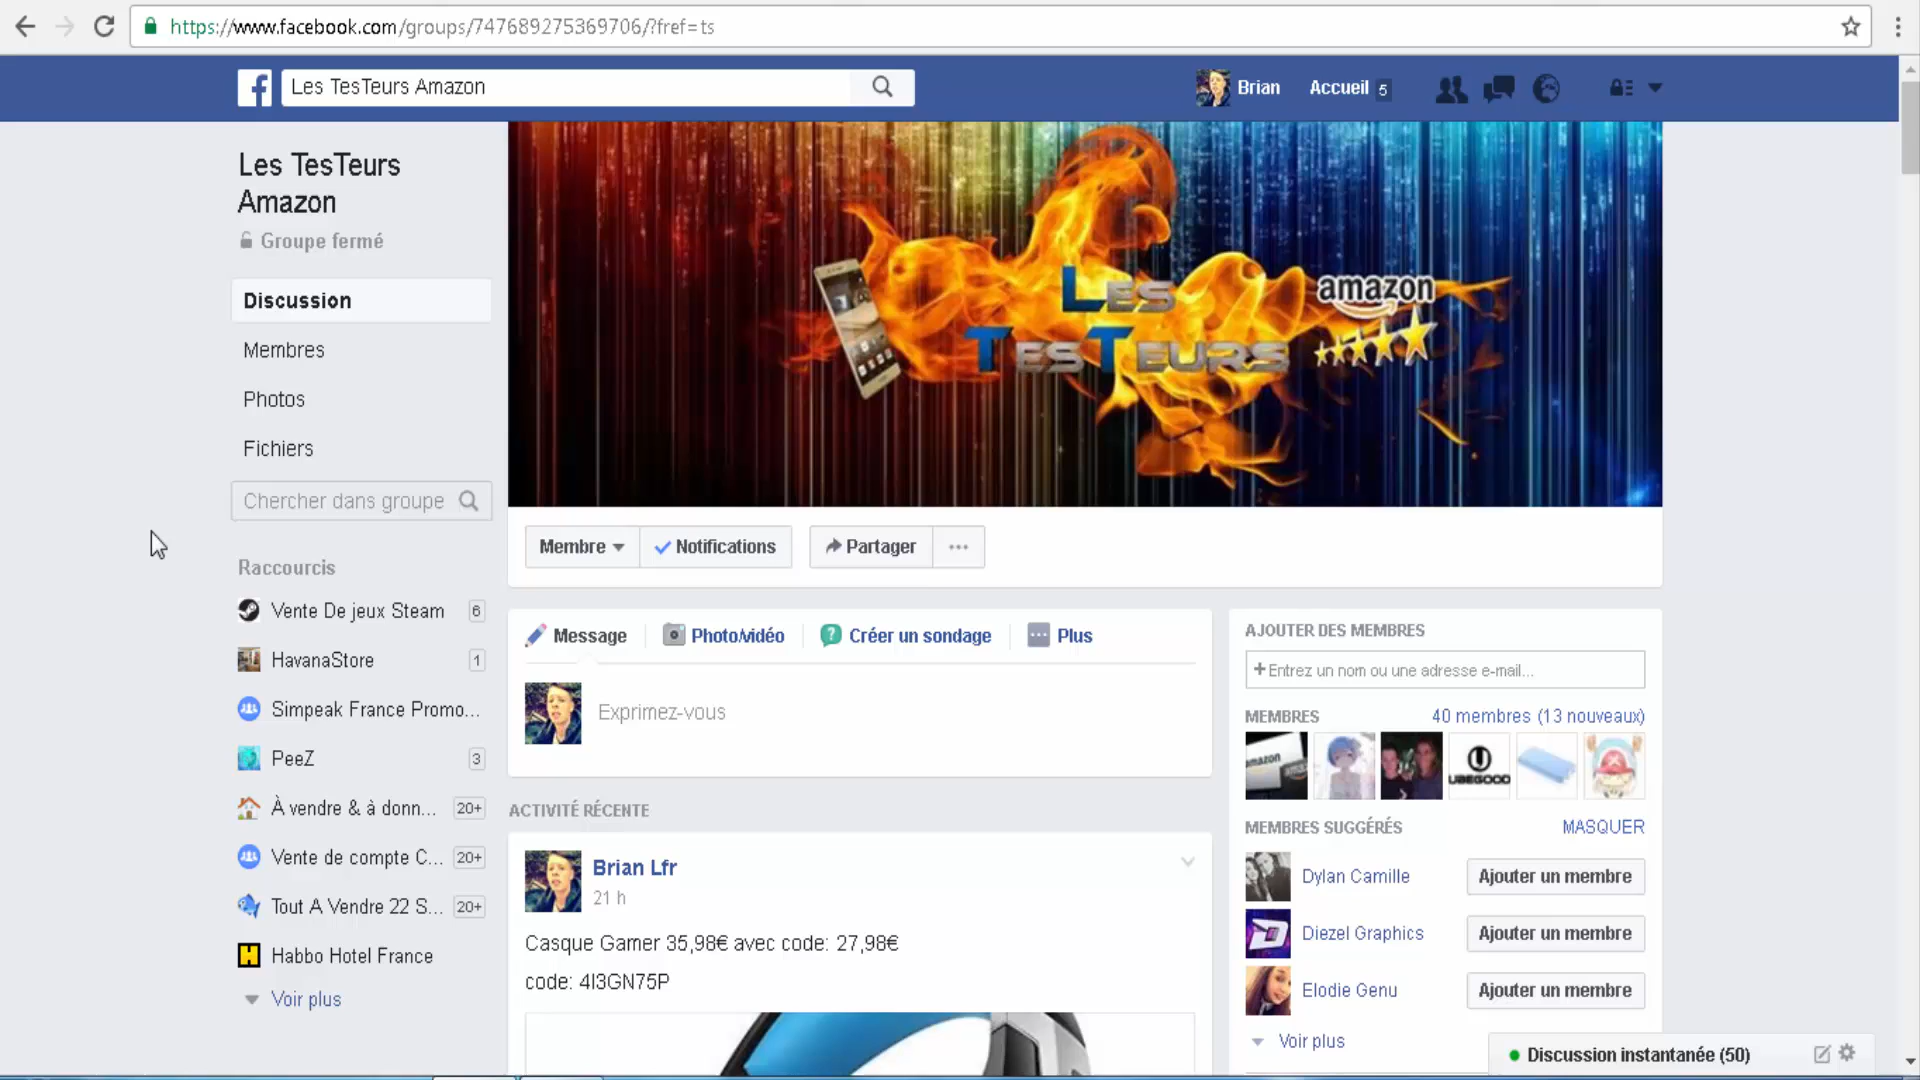 https://www.facebook.com/groups/747689275369706/?fref=ts
Les TesTeurs Amazon
Brian
Accueil 5
Les TesTeurs
Amazon
Groupe fermé
Discussion
Membres
Photos
Fichiers
Chercher dans groupe
Raccourcis
Vente De jeux Steam 6
HavanaStore 1
Simpeak France Promo...
PeeZ 3
À vendre & à donn... 20+
Vente de compte C... 20+
Tout A Vendre 22 S... 20+
Habbo Hotel France
Voir plus
Les
TesTeurs
amazon
Membre
Notifications
Partager
Message
Photo/vidéo
Créer un sondage
Plus
Exprimez-vous
ACTIVITÉ RÉCENTE
Brian Lfr
21 h
Casque Gamer 35,98€ avec code: 27,98€
code: 4I3GN75P
AJOUTER DES MEMBRES
+Entrez un nom ou une adresse e-mail...
MEMBRES
40 membres (13 nouveaux)
amazon
UBEGOOD
MEMBRES SUGGÉRÉS
MASQUER
Dylan Camille
Ajouter un membre
Diezel Graphics
Ajouter un membre
Elodie Genu
Ajouter un membre
Voir plus
Discussion instantanée (50)